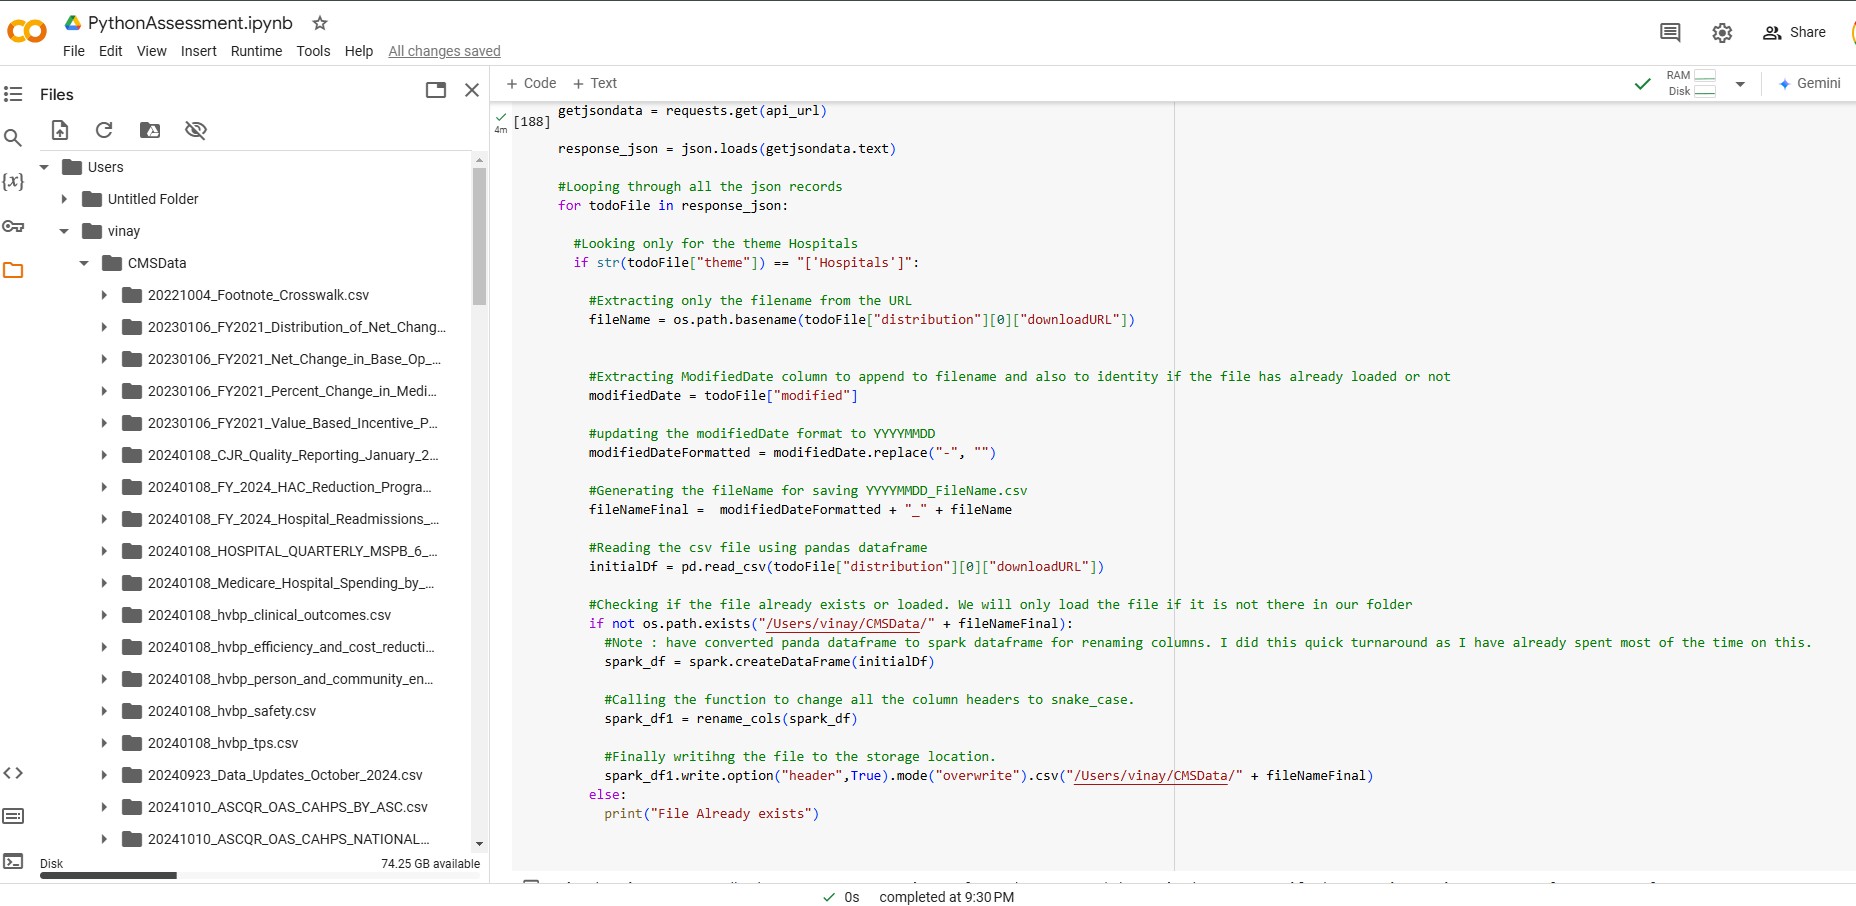 PythonAssessment.ipynb
File Edit View Insert Runtime Tools Help All changes saved
Share
Files
+ Code + Text
RAM
Disk
Gemini
Users
Untitled Folder
vinay
CMSData
20221004_Footnote_Crosswalk.csv
20230106_FY2021_Distribution_of_Net_Chang...
20230106_FY2021_Net_Change_in_Base_Op_...
20230106_FY2021_Percent_Change_in_Medi...
20230106_FY2021_Value_Based_Incentive_P...
20240108_CJR_Quality_Reporting_January_2...
20240108_FY_2024_HAC_Reduction_Progra...
20240108_FY_2024_Hospital_Readmissions_...
20240108_HOSPITAL_QUARTERLY_MSPB_6_...
20240108_Medicare_Hospital_Spending_by_...
20240108_hvbp_clinical_outcomes.csv
20240108_hvbp_efficiency_and_cost_reducti...
20240108_hvbp_person_and_community_en...
20240108_hvbp_safety.csv
20240108_hvbp_tps.csv
20240923_Data_Updates_October_2024.csv
20241010_ASCQR_OAS_CAHPS_BY_ASC.csv
20241010_ASCQR_OAS_CAHPS_NATIONAL...
Disk 74.25 GB available
4m
[188]
getjsondata = requests.get(api_url)
response_json = json.loads(getjsondata.text)
#Looping through all the json records
for todoFile in response_json:
#Looking only for the theme Hospitals
if str(todoFile["theme"]) == "['Hospitals']":
#Extracting only the filename from the URL
fileName = os.path.basename(todoFile["distribution"][0]["downloadURL"])
#Extracting ModifiedDate column to append to filename and also to identity if the file has already loaded or not
modifiedDate = todoFile["modified"]
#updating the modifiedDate format to YYYYMMDD
modifiedDateFormatted = modifiedDate.replace("-", "")
#Generating the fileName for saving YYYYMMDD_FileName.csv
fileNameFinal =  modifiedDateFormatted + "_" + fileName
#Reading the csv file using pandas dataframe
initialDf = pd.read_csv(todoFile["distribution"][0]["downloadURL"])
#Checking if the file already exists or loaded. We will only load the file if it is not there in our folder
if not os.path.exists("/Users/vinay/CMSData/" + fileNameFinal):
#Note : have converted panda dataframe to spark dataframe for renaming columns. I did this quick turnaround as I have already spent most of the time on this.
spark_df = spark.createDataFrame(initialDf)
#Calling the function to change all the column headers to snake_case.
spark_df1 = rename_cols(spark_df)
#Finally writihng the file to the storage location.
spark_df1.write.option("header",True).mode("overwrite").csv("/Users/vinay/CMSData/" + fileNameFinal)
else:
print("File Already exists")
0s completed at 9:30 PM